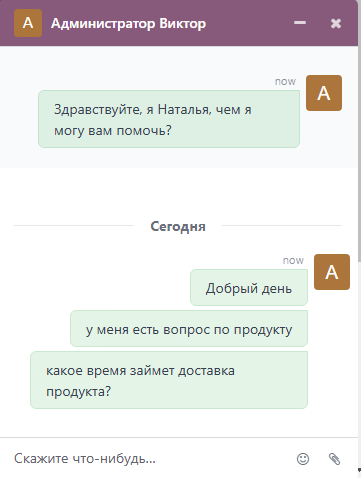 А Администратор Виктор
now
А
Здравствуйте, я Наталья, чем я
могу вам помочь?
Сегодня
now
А
Добрый день
у меня есть вопрос по продукту
какое время займет доставка
продукта?
Скажите что-нибудь...